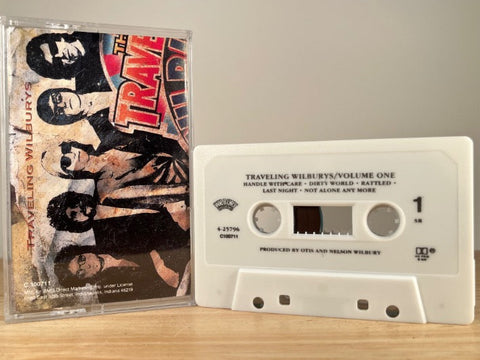 TRAVELING WILBURYS
THE
TRAVE
C 100711
TRAVELING WILBURYS/VOLUME ONE
HANDLE WITH CARE • DIRTY WORLD • RATTLED •
LAST NIGHT • NOT ALONE ANY MORE
4-25796
C100711
1
PRODUCED BY OTIS AND NELSON WILBURY